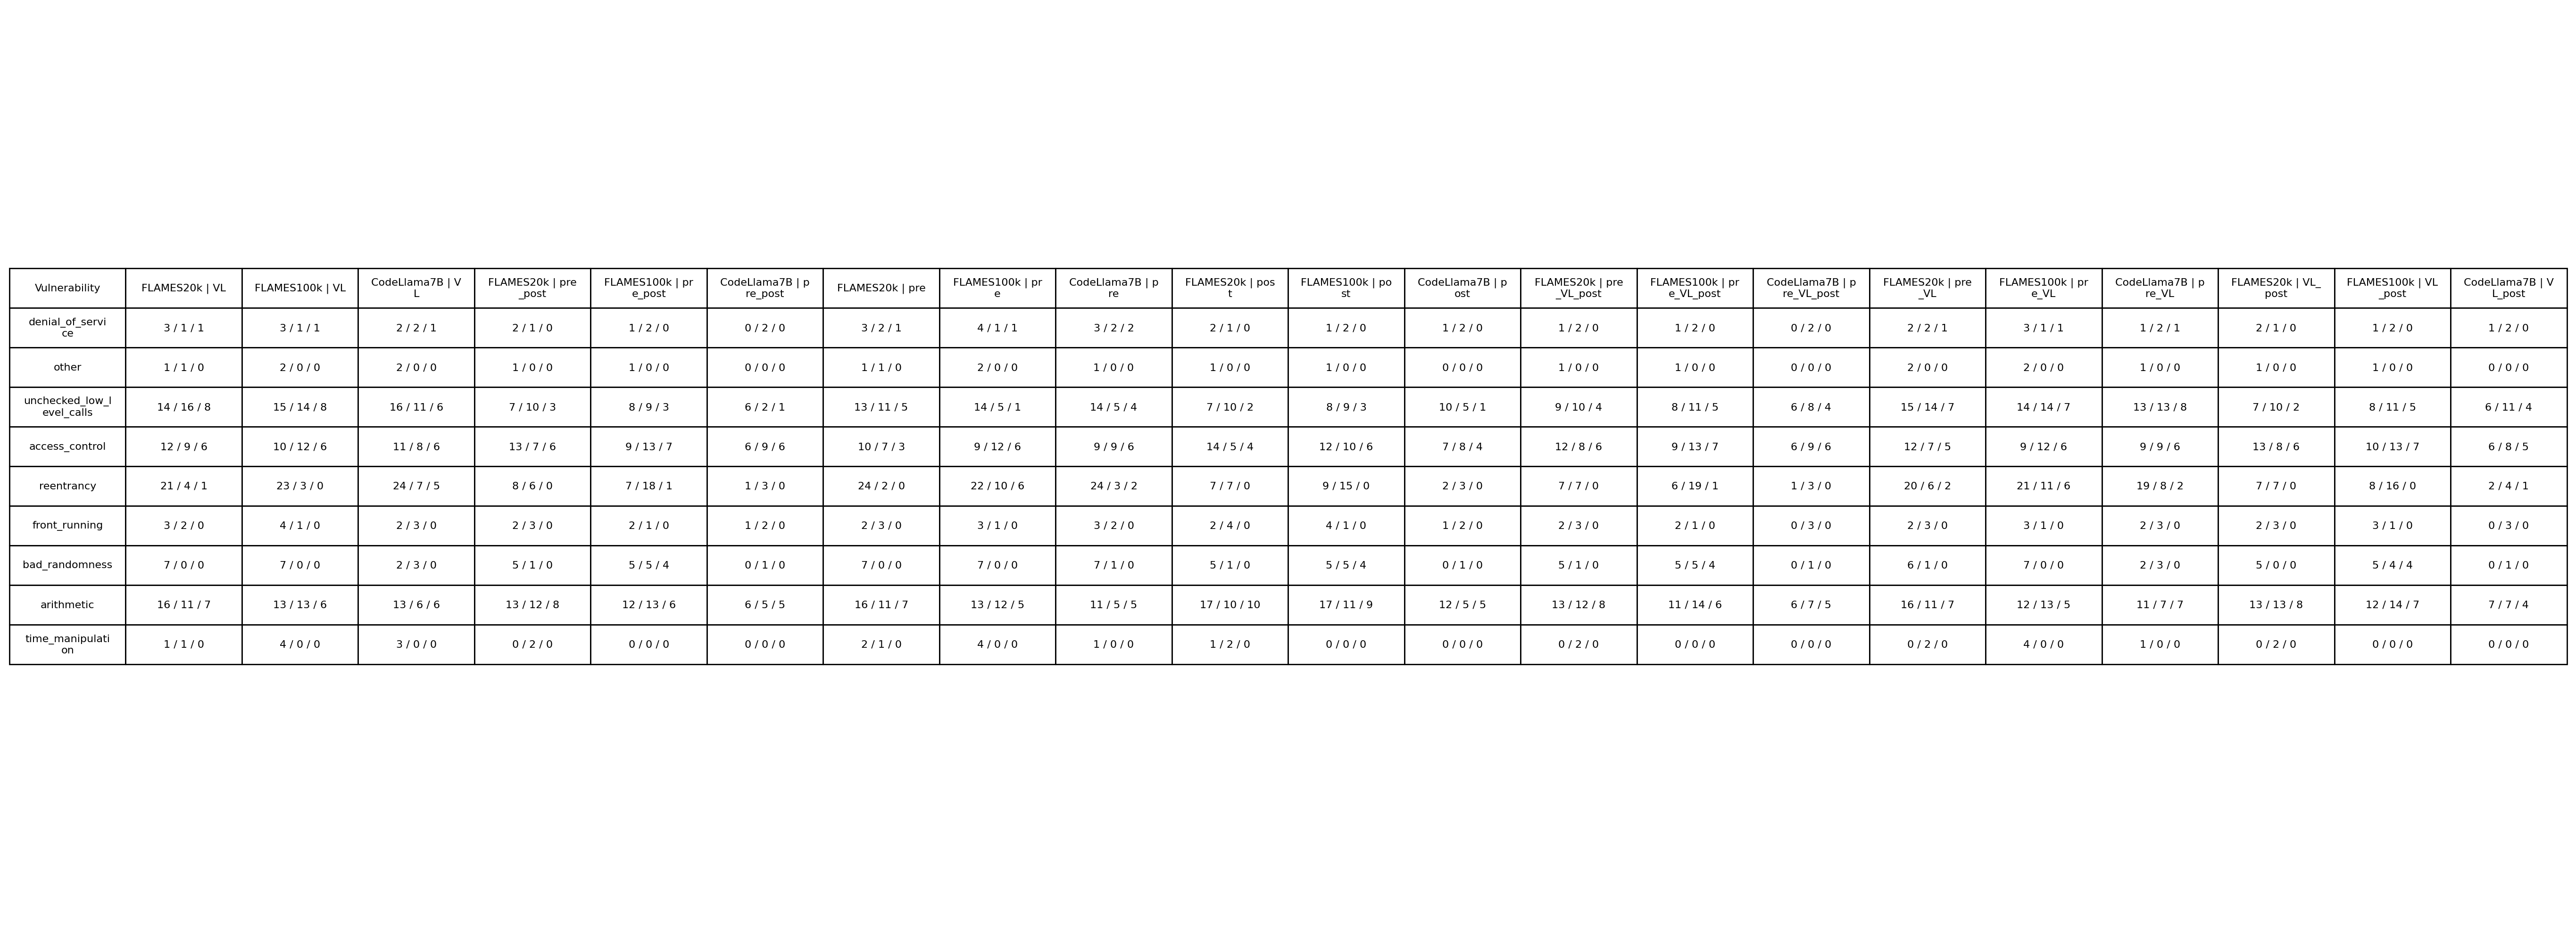 Vulnerability | FLAMES20k | VL | FLAMES100k | VL | CodeLlama7B | V
L | FLAMES20k | pre
_post | FLAMES100k | pr
e_post | CodeLlama7B | p
re_post | FLAMES20k | pre | FLAMES100k | pr
e | CodeLlama7B | p
re | FLAMES20k | pos
t | FLAMES100k | po
st | CodeLlama7B | p
ost | FLAMES20k | pre
_VL_post | FLAMES100k | pr
e_VL_post | CodeLlama7B | p
re_VL_post | FLAMES20k | pre
_VL | FLAMES100k | pr
e_VL | CodeLlama7B | p
re_VL | FLAMES20k | VL_
post | FLAMES100k | VL
_post | CodeLlama7B | V
L_post
denial_of_servi
ce 3 / 1 / 1 3 / 1 / 1 2 / 2 / 1 2 / 1 / 0 1 / 2 / 0 0 / 2 / 0 3 / 2 / 1 4 / 1 / 1 3 / 2 / 2 2 / 1 / 0 1 / 2 / 0 1 / 2 / 0 1 / 2 / 0 1 / 2 / 0 0 / 2 / 0 2 / 2 / 1 3 / 1 / 1 1 / 2 / 1 2 / 1 / 0 1 / 2 / 0 1 / 2 / 0
other 1 / 1 / 0 2 / 0 / 0 2 / 0 / 0 1 / 0 / 0 1 / 0 / 0 0 / 0 / 0 1 / 1 / 0 2 / 0 / 0 1 / 0 / 0 1 / 0 / 0 1 / 0 / 0 0 / 0 / 0 1 / 0 / 0 1 / 0 / 0 0 / 0 / 0 2 / 0 / 0 2 / 0 / 0 1 / 0 / 0 1 / 0 / 0 1 / 0 / 0 0 / 0 / 0
unchecked_low_l
evel_calls 14 / 16 / 8 15 / 14 / 8 16 / 11 / 6 7 / 10 / 3 8 / 9 / 3 6 / 2 / 1 13 / 11 / 5 14 / 5 / 1 14 / 5 / 4 7 / 10 / 2 8 / 9 / 3 10 / 5 / 1 9 / 10 / 4 8 / 11 / 5 6 / 8 / 4 15 / 14 / 7 14 / 14 / 7 13 / 13 / 8 7 / 10 / 2 8 / 11 / 5 6 / 11 / 4
access_control 12 / 9 / 6 10 / 12 / 6 11 / 8 / 6 13 / 7 / 6 9 / 13 / 7 6 / 9 / 6 10 / 7 / 3 9 / 12 / 6 9 / 9 / 6 14 / 5 / 4 12 / 10 / 6 7 / 8 / 4 12 / 8 / 6 9 / 13 / 7 6 / 9 / 6 12 / 7 / 5 9 / 12 / 6 9 / 9 / 6 13 / 8 / 6 10 / 13 / 7 6 / 8 / 5
reentrancy 21 / 4 / 1 23 / 3 / 0 24 / 7 / 5 8 / 6 / 0 7 / 18 / 1 1 / 3 / 0 24 / 2 / 0 22 / 10 / 6 24 / 3 / 2 7 / 7 / 0 9 / 15 / 0 2 / 3 / 0 7 / 7 / 0 6 / 19 / 1 1 / 3 / 0 20 / 6 / 2 21 / 11 / 6 19 / 8 / 2 7 / 7 / 0 8 / 16 / 0 2 / 4 / 1
front_running 3 / 2 / 0 4 / 1 / 0 2 / 3 / 0 2 / 3 / 0 2 / 1 / 0 1 / 2 / 0 2 / 3 / 0 3 / 1 / 0 3 / 2 / 0 2 / 4 / 0 4 / 1 / 0 1 / 2 / 0 2 / 3 / 0 2 / 1 / 0 0 / 3 / 0 2 / 3 / 0 3 / 1 / 0 2 / 3 / 0 2 / 3 / 0 3 / 1 / 0 0 / 3 / 0
bad_randomness 7 / 0 / 0 7 / 0 / 0 2 / 3 / 0 5 / 1 / 0 5 / 5 / 4 0 / 1 / 0 7 / 0 / 0 7 / 0 / 0 7 / 1 / 0 5 / 1 / 0 5 / 5 / 4 0 / 1 / 0 5 / 1 / 0 5 / 5 / 4 0 / 1 / 0 6 / 1 / 0 7 / 0 / 0 2 / 3 / 0 5 / 0 / 0 5 / 4 / 4 0 / 1 / 0
arithmetic 16 / 11 / 7 13 / 13 / 6 13 / 6 / 6 13 / 12 / 8 12 / 13 / 6 6 / 5 / 5 16 / 11 / 7 13 / 12 / 5 11 / 5 / 5 17 / 10 / 10 17 / 11 / 9 12 / 5 / 5 13 / 12 / 8 11 / 14 / 6 6 / 7 / 5 16 / 11 / 7 12 / 13 / 5 11 / 7 / 7 13 / 13 / 8 12 / 14 / 7 7 / 7 / 4
time_manipulati
on 1 / 1 / 0 4 / 0 / 0 3 / 0 / 0 0 / 2 / 0 0 / 0 / 0 0 / 0 / 0 2 / 1 / 0 4 / 0 / 0 1 / 0 / 0 1 / 2 / 0 0 / 0 / 0 0 / 0 / 0 0 / 2 / 0 0 / 0 / 0 0 / 0 / 0 0 / 2 / 0 4 / 0 / 0 1 / 0 / 0 0 / 2 / 0 0 / 0 / 0 0 / 0 / 0